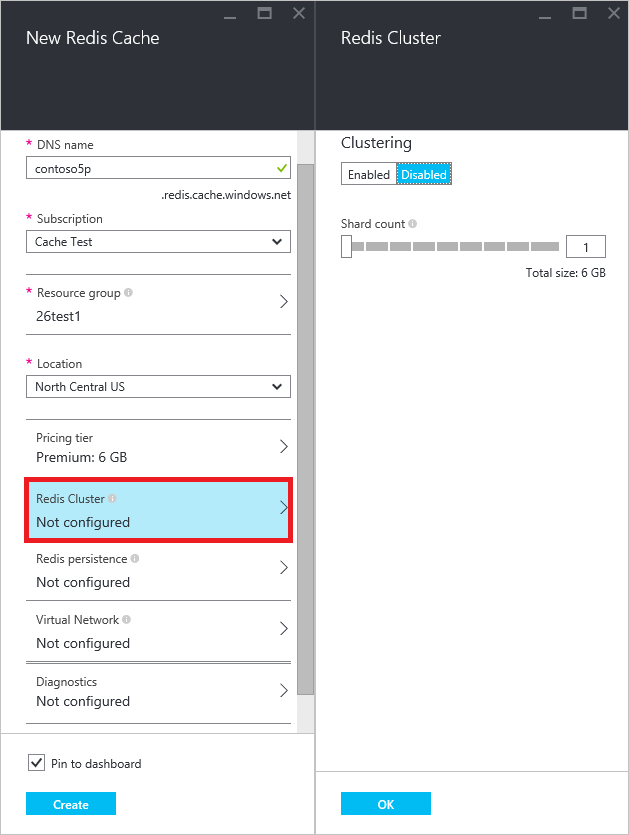 New Redis Cache
* DNS name
contoso5p
.redis.cache.windows.net
* Subscription
Cache Test
* Resource group
26test1
* Location
North Central US
Pricing tier
Premium: 6 GB
Redis Cluster
Not configured
Redis persistence
Not configured
Virtual Network
Not configured
Diagnostics
Not configured
Pin to dashboard
Create
Redis Cluster
Clustering
Enabled Disabled
Shard count
1
Total size: 6 GB
OK